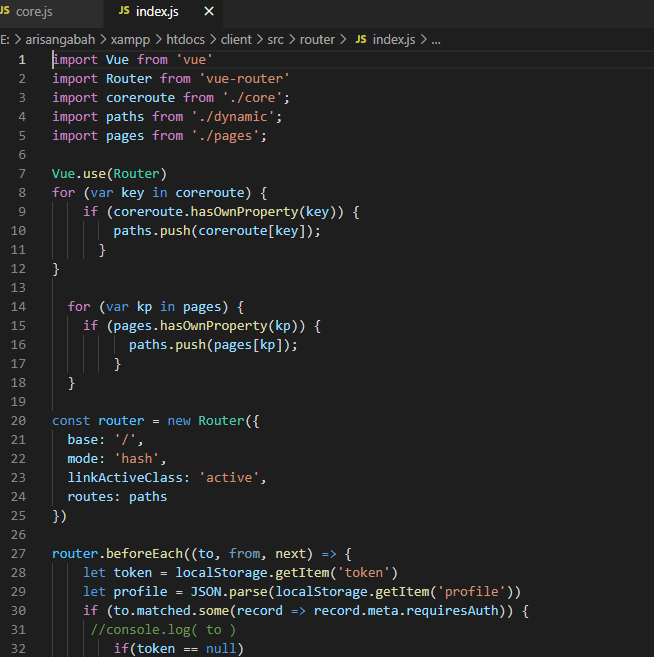 JS core.js
JS index.js ×
E: > arisangabah > xampp > htdocs > client > src > router > JS index.js > ...
1 import Vue from 'vue'
2 import Router from 'vue-router'
3 import coreroute from './core';
4 import paths from './dynamic';
5 import pages from './pages';
6
7 Vue.use(Router)
8 for (var key in coreroute) {
9 if (coreroute.hasOwnProperty(key)) {
10 paths.push(coreroute[key]);
11 }
12 }
13
14 for (var kp in pages) {
15 if (pages.hasOwnProperty(kp)) {
16 paths.push(pages[kp]);
17 }
18 }
19
20 const router = new Router({
21 base: '/',
22 mode: 'hash',
23 linkActiveClass: 'active',
24 routes: paths
25 })
26
27 router.beforeEach((to, from, next) => {
28 let token = localStorage.getItem('token')
29 let profile = JSON.parse(localStorage.getItem('profile'))
30 if (to.matched.some(record => record.meta.requiresAuth)) {
31 //console.log( to )
32 if(token == null)